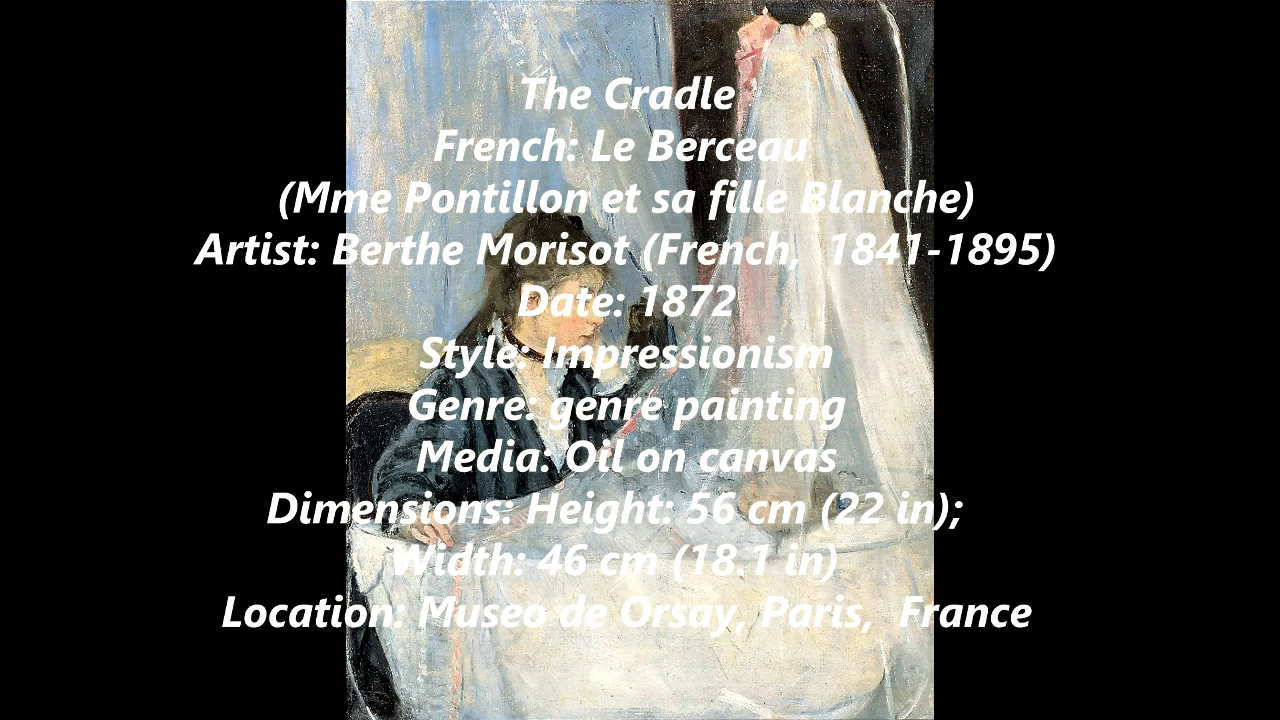 The Cradle
French: Le Berceau
(Mme Pontillon et sa fille Blanche)
Artist: Berthe Morisot (French,  1841-1895)
Date: 1872
Style: Impressionism
Genre: genre painting
Media: Oil on canvas
Dimensions: Height: 56 cm (22 in);
Width: 46 cm (18.1 in)
Location: Museo de Orsay, Paris,  France